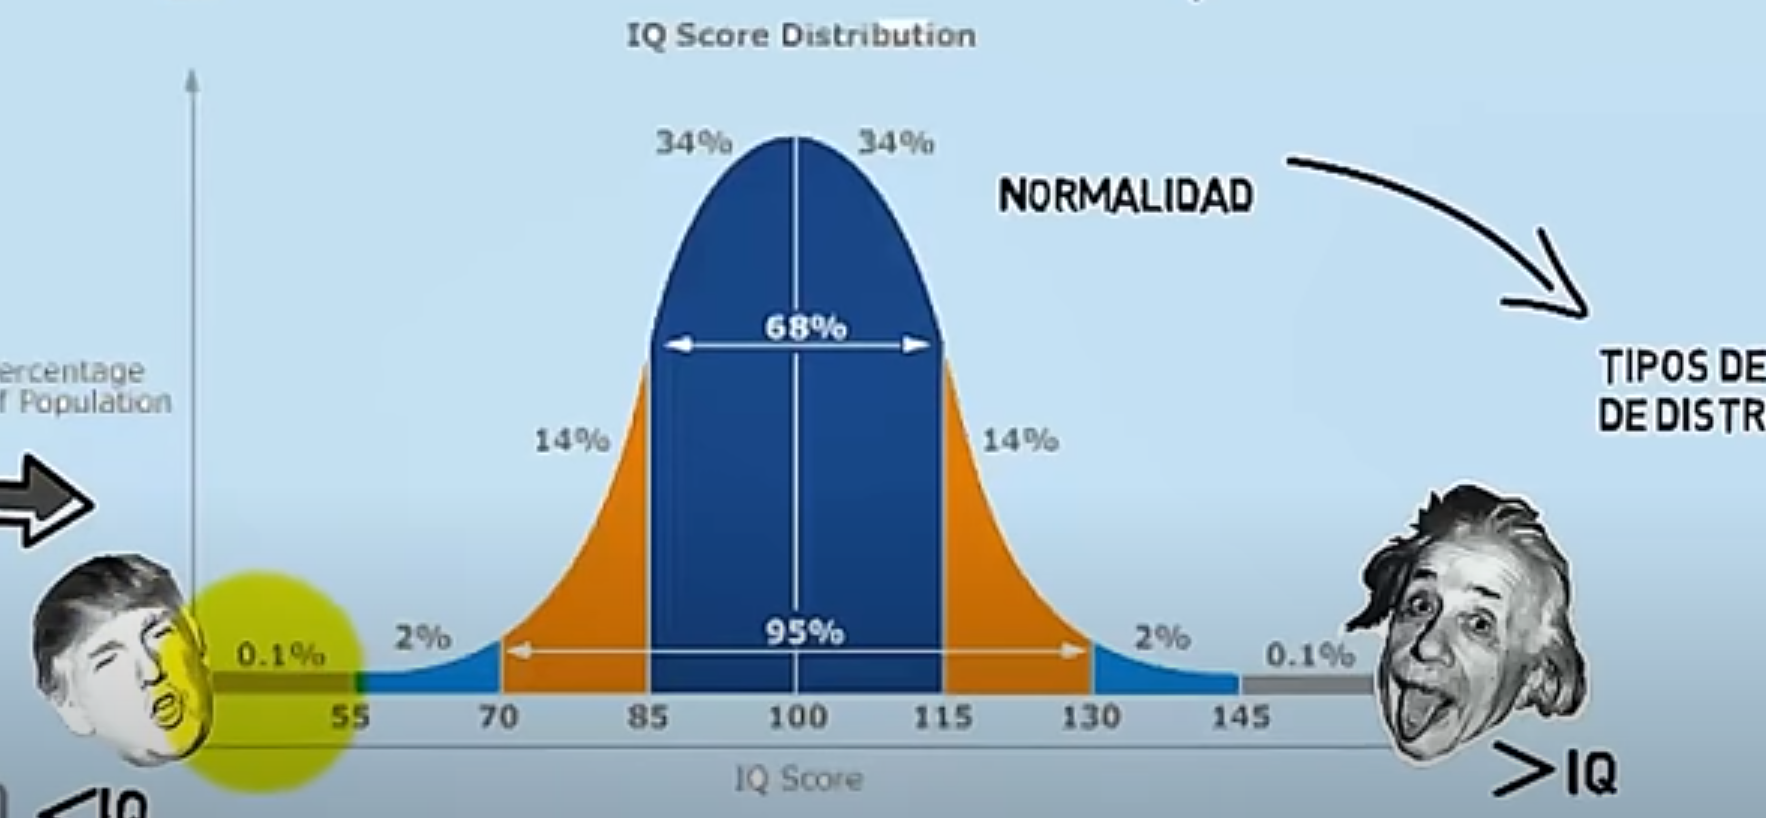 IQ Score Distribution
34% 34%
NORMALIDAD
68%
ercentage
f Population
TIPOS DE
DE DISTR
14% 14%
95%
0.1% 2% 2% 0.1%
55 70 85 100 115 130 145
IQ Score
>IQ
<IQ